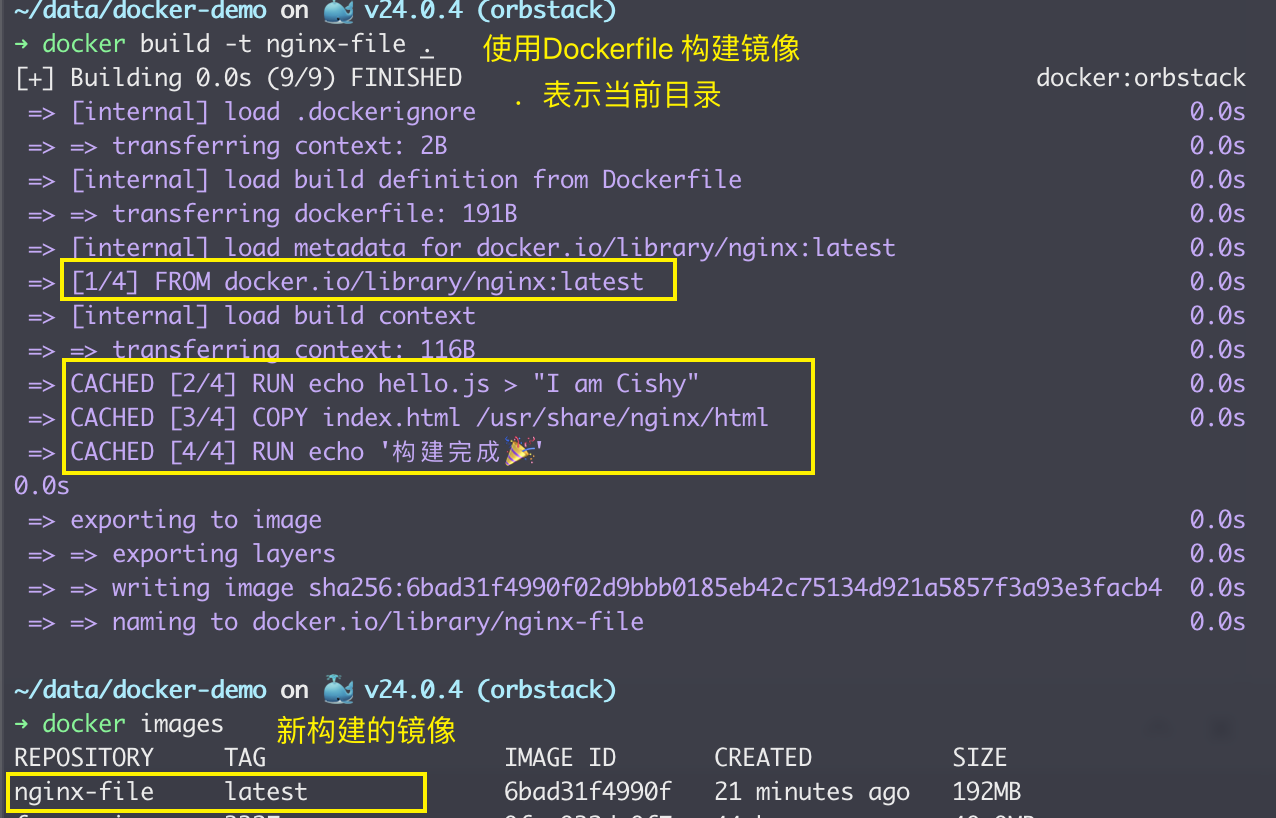 ~/data/docker-demo on 🐳 v24.0.4 (orbstack)
→ docker build -t nginx-file . 使用Dockerfile 构建镜像
[+] Building 0.0s (9/9) FINISHED docker:orbstack
. 表示当前目录
=> [internal] load .dockerignore 0.0s
=> => transferring context: 2B 0.0s
=> [internal] load build definition from Dockerfile 0.0s
=> => transferring dockerfile: 191B 0.0s
=> [internal] load metadata for docker.io/library/nginx:latest 0.0s
=> [1/4] FROM docker.io/library/nginx:latest 0.0s
=> [internal] load build context 0.0s
=> => transferring context: 116B 0.0s
=> CACHED [2/4] RUN echo hello.js > "I am Cishy" 0.0s
=> CACHED [3/4] COPY index.html /usr/share/nginx/html 0.0s
=> CACHED [4/4] RUN echo '构建完成🎉'
0.0s
=> exporting to image 0.0s
=> => exporting layers 0.0s
=> => writing image sha256:6bad31f4990f02d9bbb0185eb42c75134d921a5857f3a93e3facb4 0.0s
=> => naming to docker.io/library/nginx-file 0.0s
~/data/docker-demo on 🐳 v24.0.4 (orbstack)
→ docker images 新构建的镜像
REPOSITORY TAG IMAGE ID CREATED SIZE
nginx-file latest 6bad31f4990f 21 minutes ago 192MB